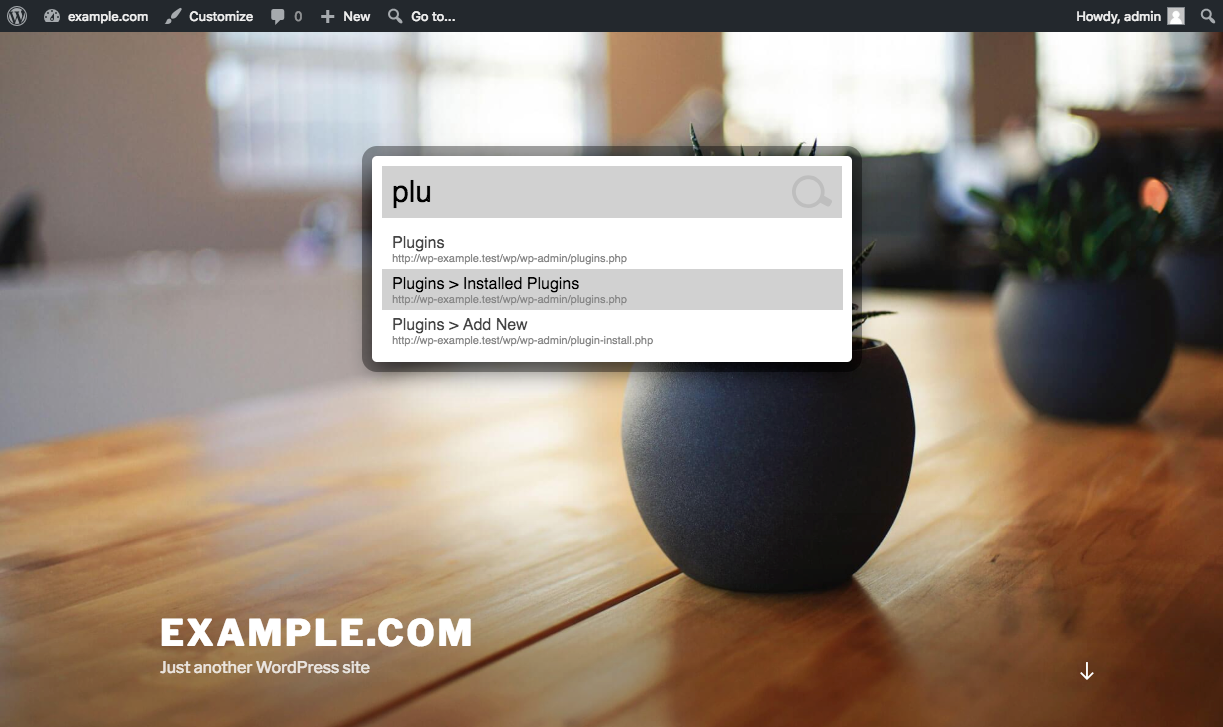 example.com Customize 0 New Go to... Howdy, admin
plu
Plugins
http://wp-example.test/wp/wp-admin/plugins.php
Plugins > Installed Plugins
http://wp-example.test/wp/wp-admin/plugins.php
Plugins > Add New
http://wp-example.test/wp/wp-admin/plugin-install.php
EXAMPLE.COM
Just another WordPress site